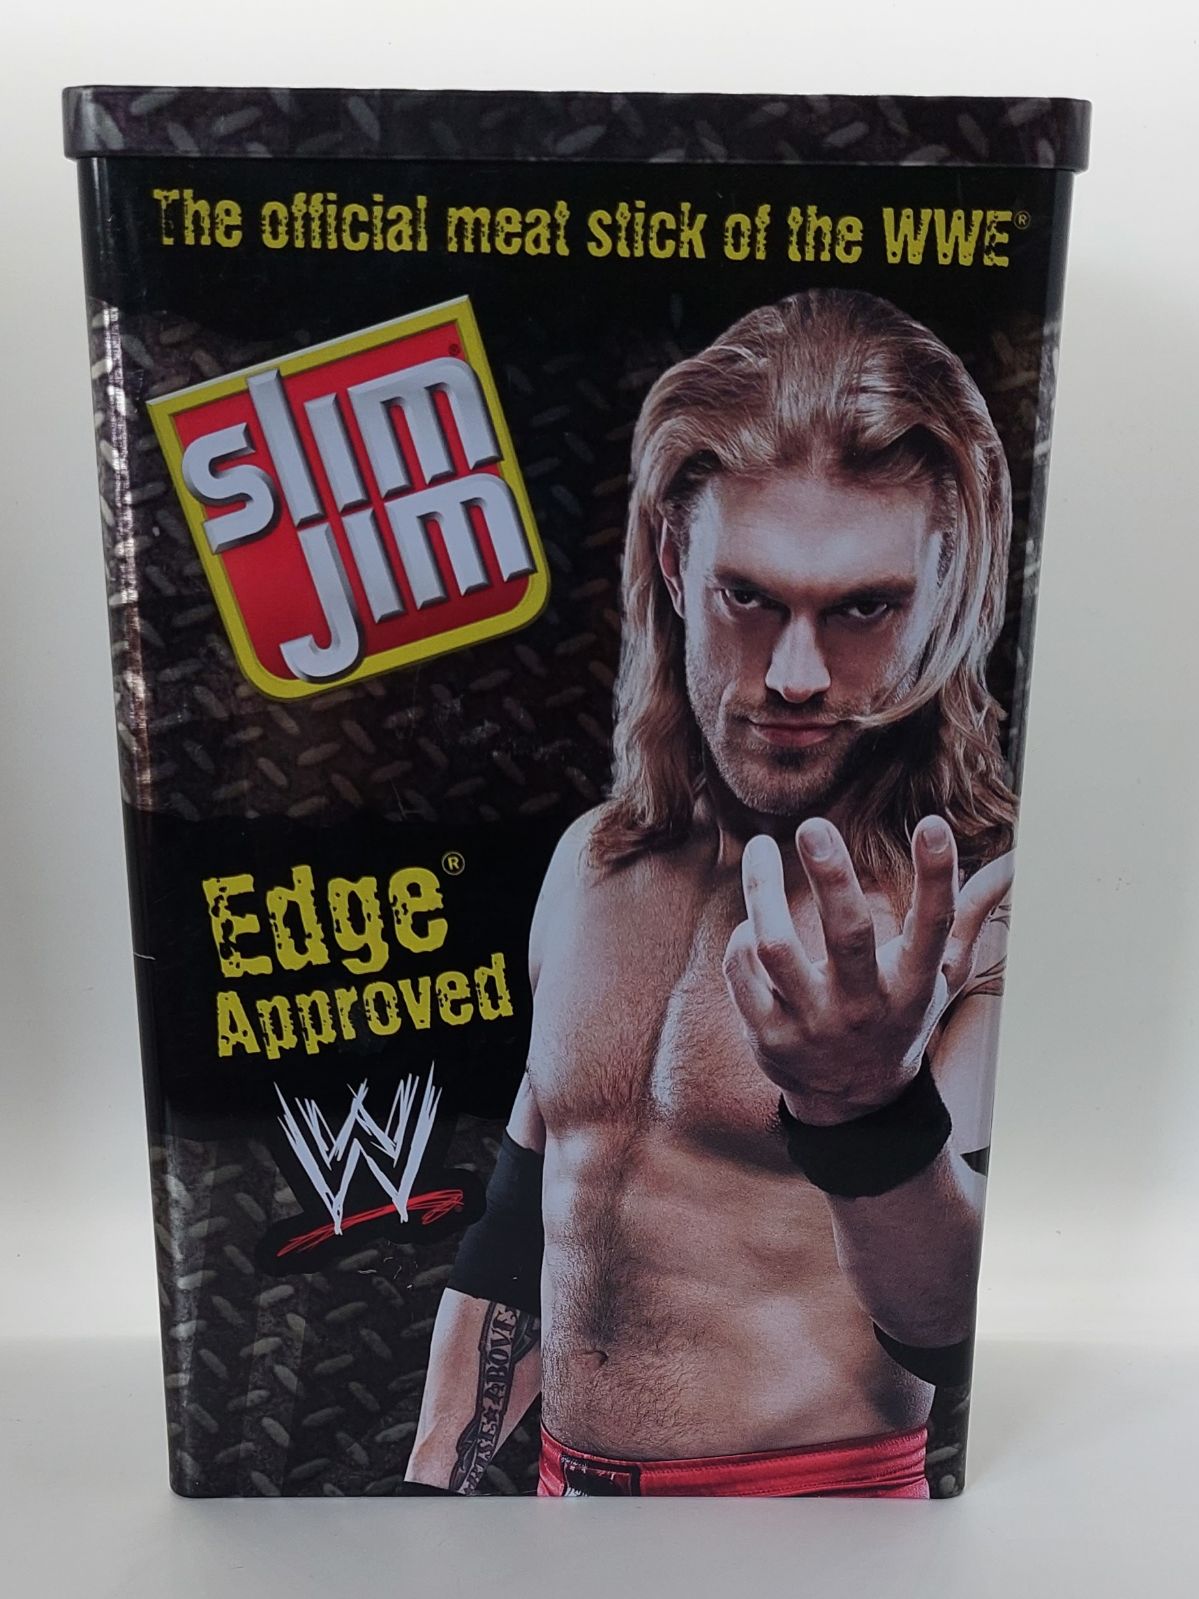 The official meat stick of the WWE®
slim®
jim
Edge®
Approved
W